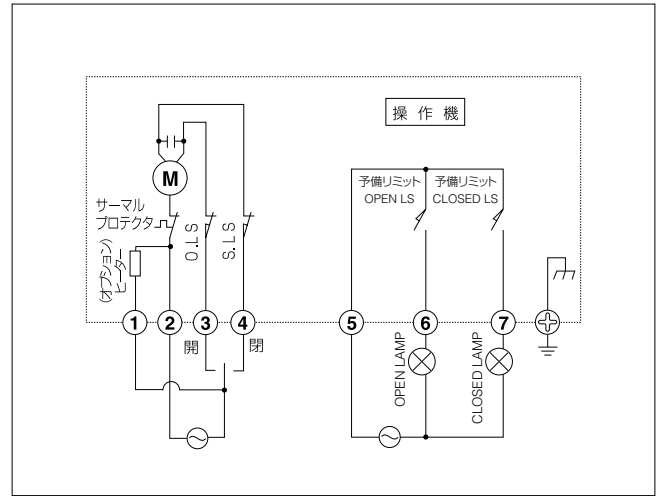 操 作 機
M
サーマル
プロテクタ
O.L.S
S.L.S
(オプション)
ヒーター
予備リミット
OPEN LS
予備リミット
CLOSED LS
1
2
3
4
5
6
7
開
閉
OPEN LAMP
CLOSED LAMP